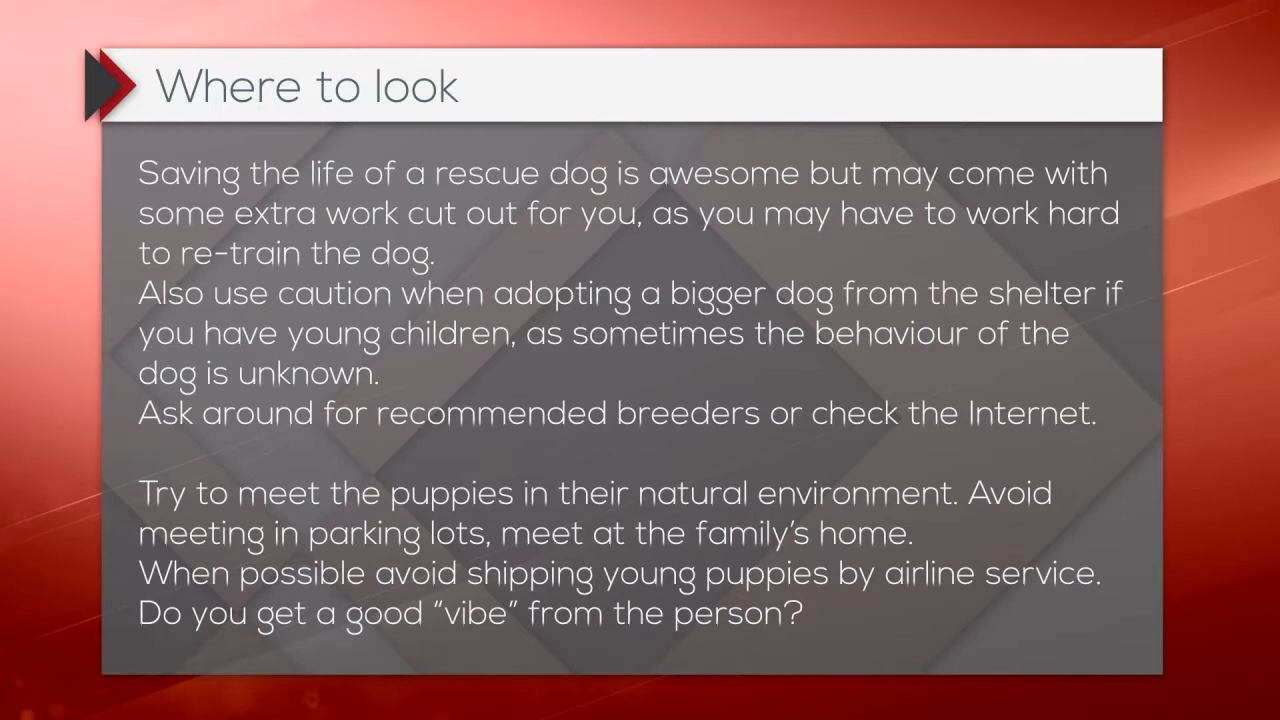 Where to look
Saving the life of a rescue dog is awesome but may come with
some extra work cut out for you, as you may have to work hard
to re-train the dog.
Also use caution when adopting a bigger dog from the shelter if
you have young children, as sometimes the behaviour of the
dog is unknown.
Ask around for recommended breeders or check the Internet.
Try to meet the puppies in their natural environment. Avoid
meeting in parking lots, meet at the family’s home.
When possible avoid shipping young puppies by airline service.
Do you get a good “vibe” from the person?